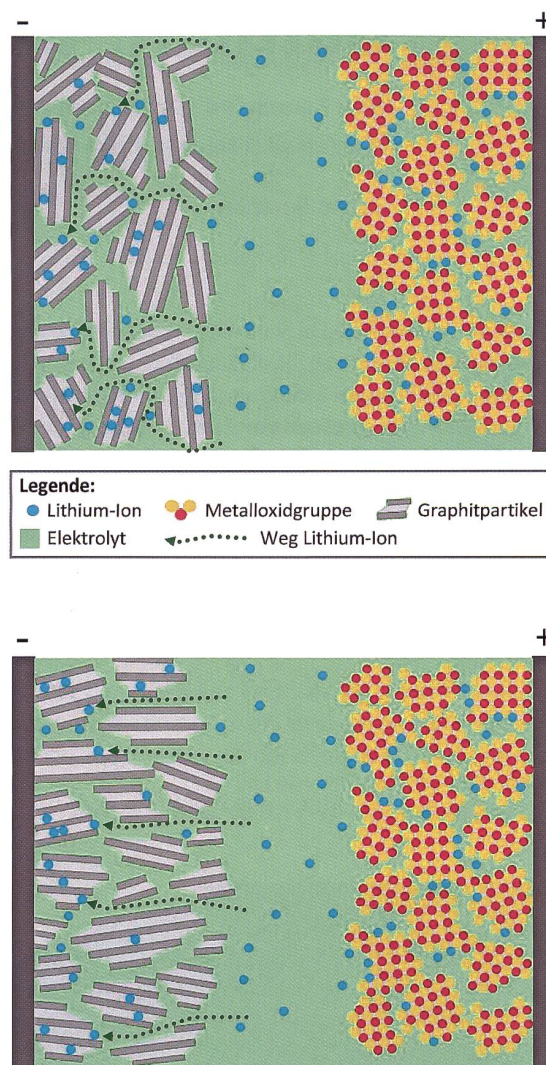 - +
Legende:
Lithium-Ion Metalloxidgruppe Graphitpartikel
Elektrolyt Weg Lithium-Ion
- +